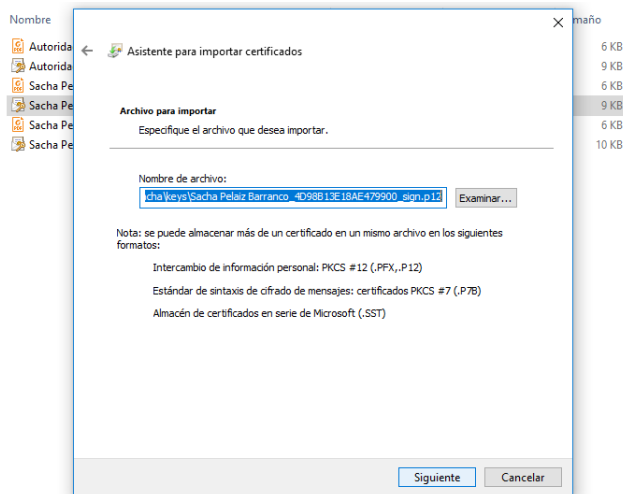 Nombre
maño
Autorida
6 KB
Autorida
9 KB
Sacha Pe
6 KB
Sacha Pe
9 KB
Sacha Pe
6 KB
Sacha Pe
10 KB
Asistente para importar certificados
Archivo para importar
Especifique el archivo que desea importar.
Nombre de archivo:
cha\keys\Sacha Pelaiz Barranco_4D98B13E18AE479900_sign.p12
Examinar...
Nota: se puede almacenar más de un certificado en un mismo archivo en los siguientes
formatos:
Intercambio de información personal: PKCS #12 (.PFX,.P12)
Estándar de sintaxis de cifrado de mensajes: certificados PKCS #7 (.P7B)
Almacén de certificados en serie de Microsoft (.SST)
Siguiente
Cancelar